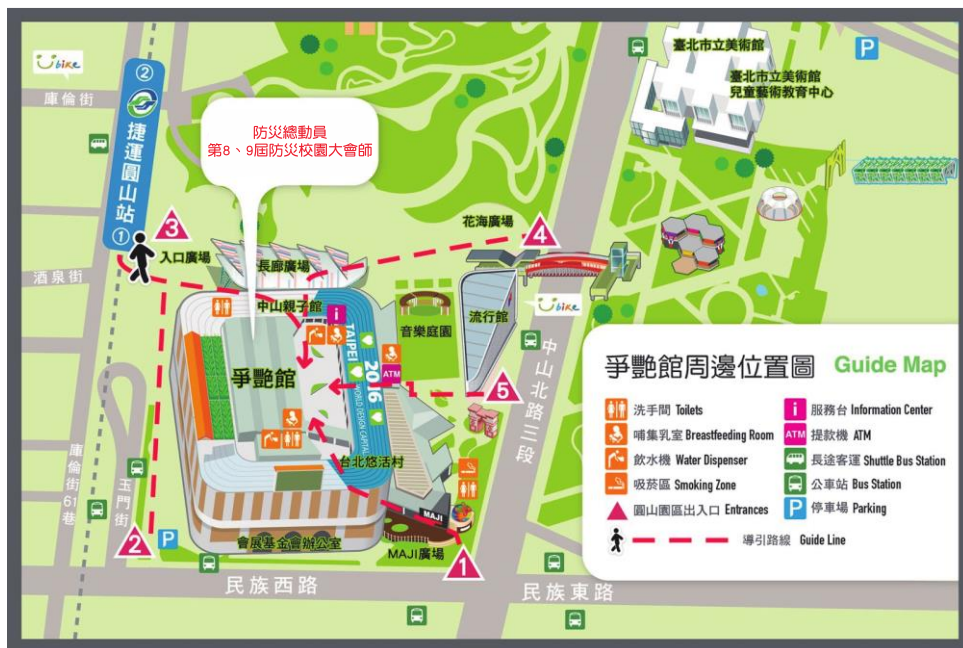 Ubike
庫倫街
②
捷運圓山站
①
防災總動員
第8、9屆防災校園大會師
臺北市立美術館
P
臺北市立美術館
兒童藝術教育中心
3
入口廣場
酒泉街
長廊廣場
花海廣場
4
中山親子館
i
音樂庭園
流行館
Ubike
爭艷館
TAIPEI
2016
WORLD DESIGN CAPITAL
ATM
5
中山北路三段
台北悠活村
庫倫街61巷
玉門街
2
P
會展基金會辦公室
MAJI
MAJI廣場
1
民族西路
民族東路
爭艷館周邊位置圖 Guide Map
洗手間 Toilets
i 服務台 Information Center
哺集乳室 Breastfeeding Room
ATM 提款機 ATM
飲水機 Water Dispenser
長途客運 Shuttle Bus Station
吸菸區 Smoking Zone
公車站 Bus Station
圓山園區出入口 Entrances
P 停車場 Parking
導引路線 Guide Line